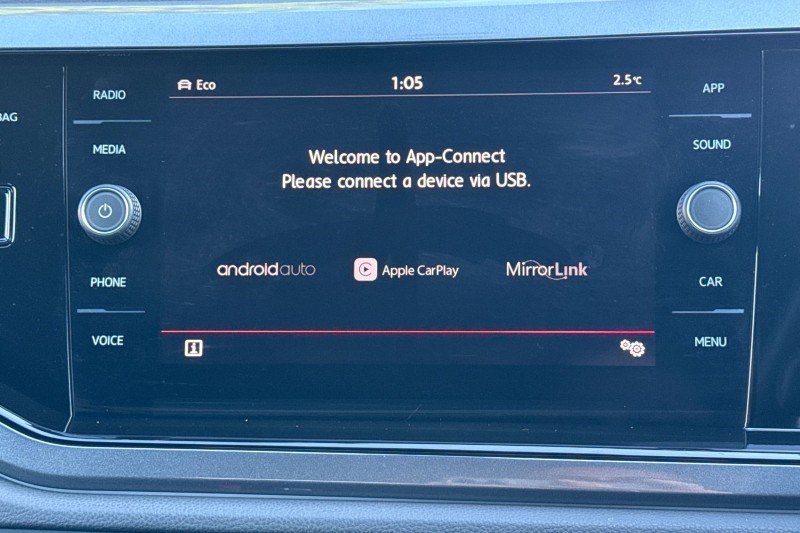 BAG
RADIO
MEDIA
PHONE
VOICE
Eco
1:05
2.5°C
Welcome to App-Connect
Please connect a device via USB.
androidauto
Apple CarPlay
MirrorLink
i
APP
SOUND
CAR
MENU